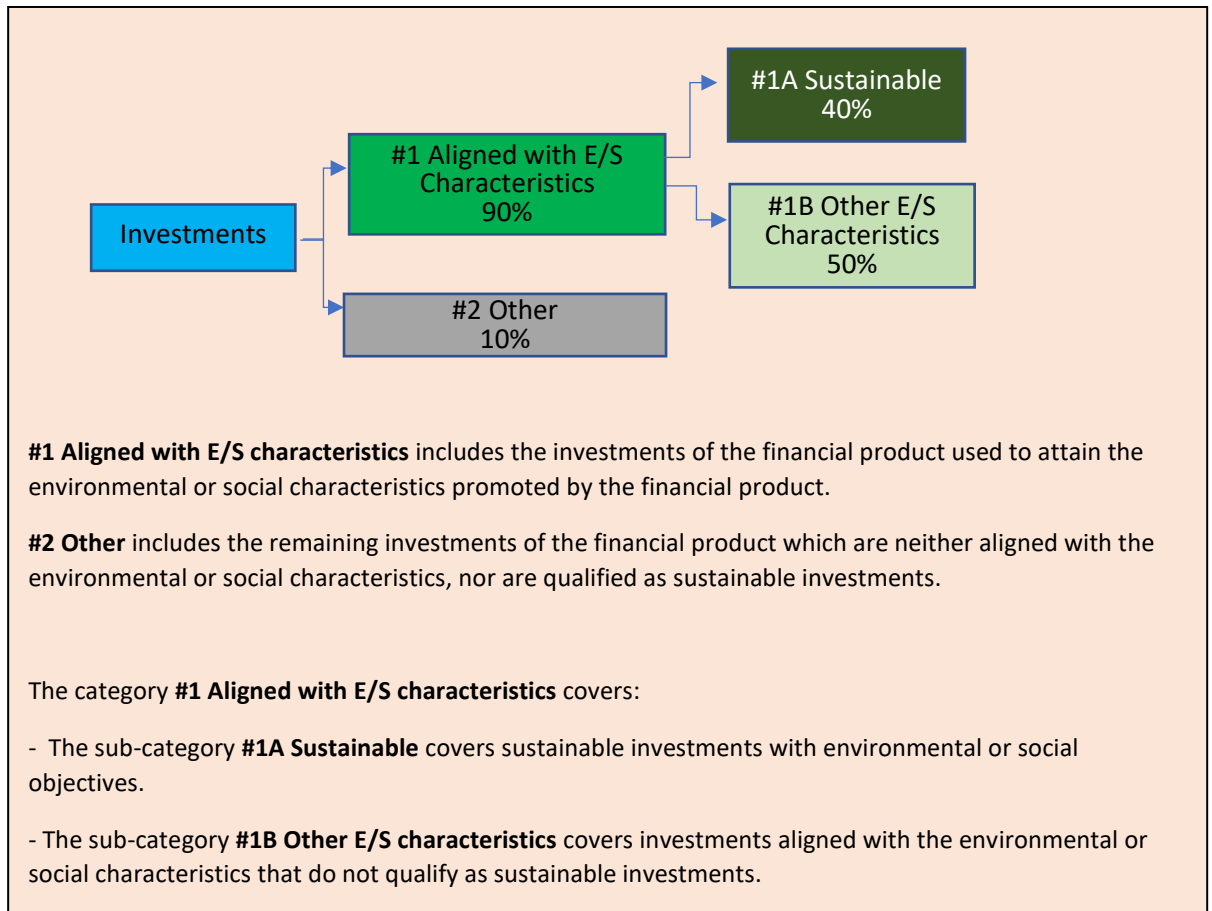 #1A Sustainable
40%
#1 Aligned with E/S
Characteristics
90%
#1B Other E/S
Characteristics
50%
Investments
#2 Other
10%
#1 Aligned with E/S characteristics includes the investments of the financial product used to attain the
environmental or social characteristics promoted by the financial product.
#2 Other includes the remaining investments of the financial product which are neither aligned with the
environmental or social characteristics, nor are qualified as sustainable investments.
The category #1 Aligned with E/S characteristics covers:
- The sub-category #1A Sustainable covers sustainable investments with environmental or social
objectives.
- The sub-category #1B Other E/S characteristics covers investments aligned with the environmental or
social characteristics that do not qualify as sustainable investments.